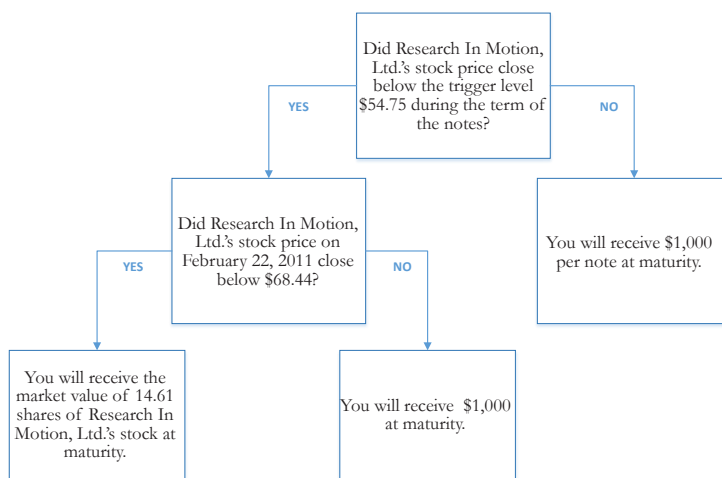 Did Research In Motion,
Ltd.'s stock price close
below the trigger level
$54.75 during the term of
the notes?
YES
NO
Did Research In Motion,
Ltd.'s stock price on
February 22, 2011 close
below $68.44?
You will receive $1,000
per note at maturity.
YES
NO
You will receive the
market value of 14.61
shares of Research In
Motion, Ltd.'s stock at
maturity.
You will receive $1,000
at maturity.